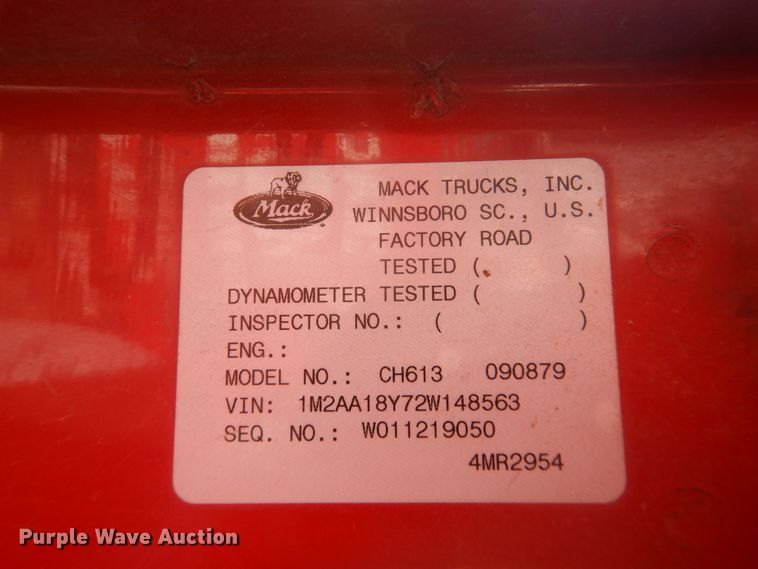 Mack
MACK TRUCKS, INC.
WINNSBORO SC., U.S.
FACTORY ROAD
TESTED ( )
DYNAMOMETER TESTED ( )
INSPECTOR NO.: ( )
ENG.:
MODEL NO.: CH613 090879
VIN: 1M2AA18Y72W148563
SEQ. NO.: W011219050
4MR2954
Purple Wave Auction